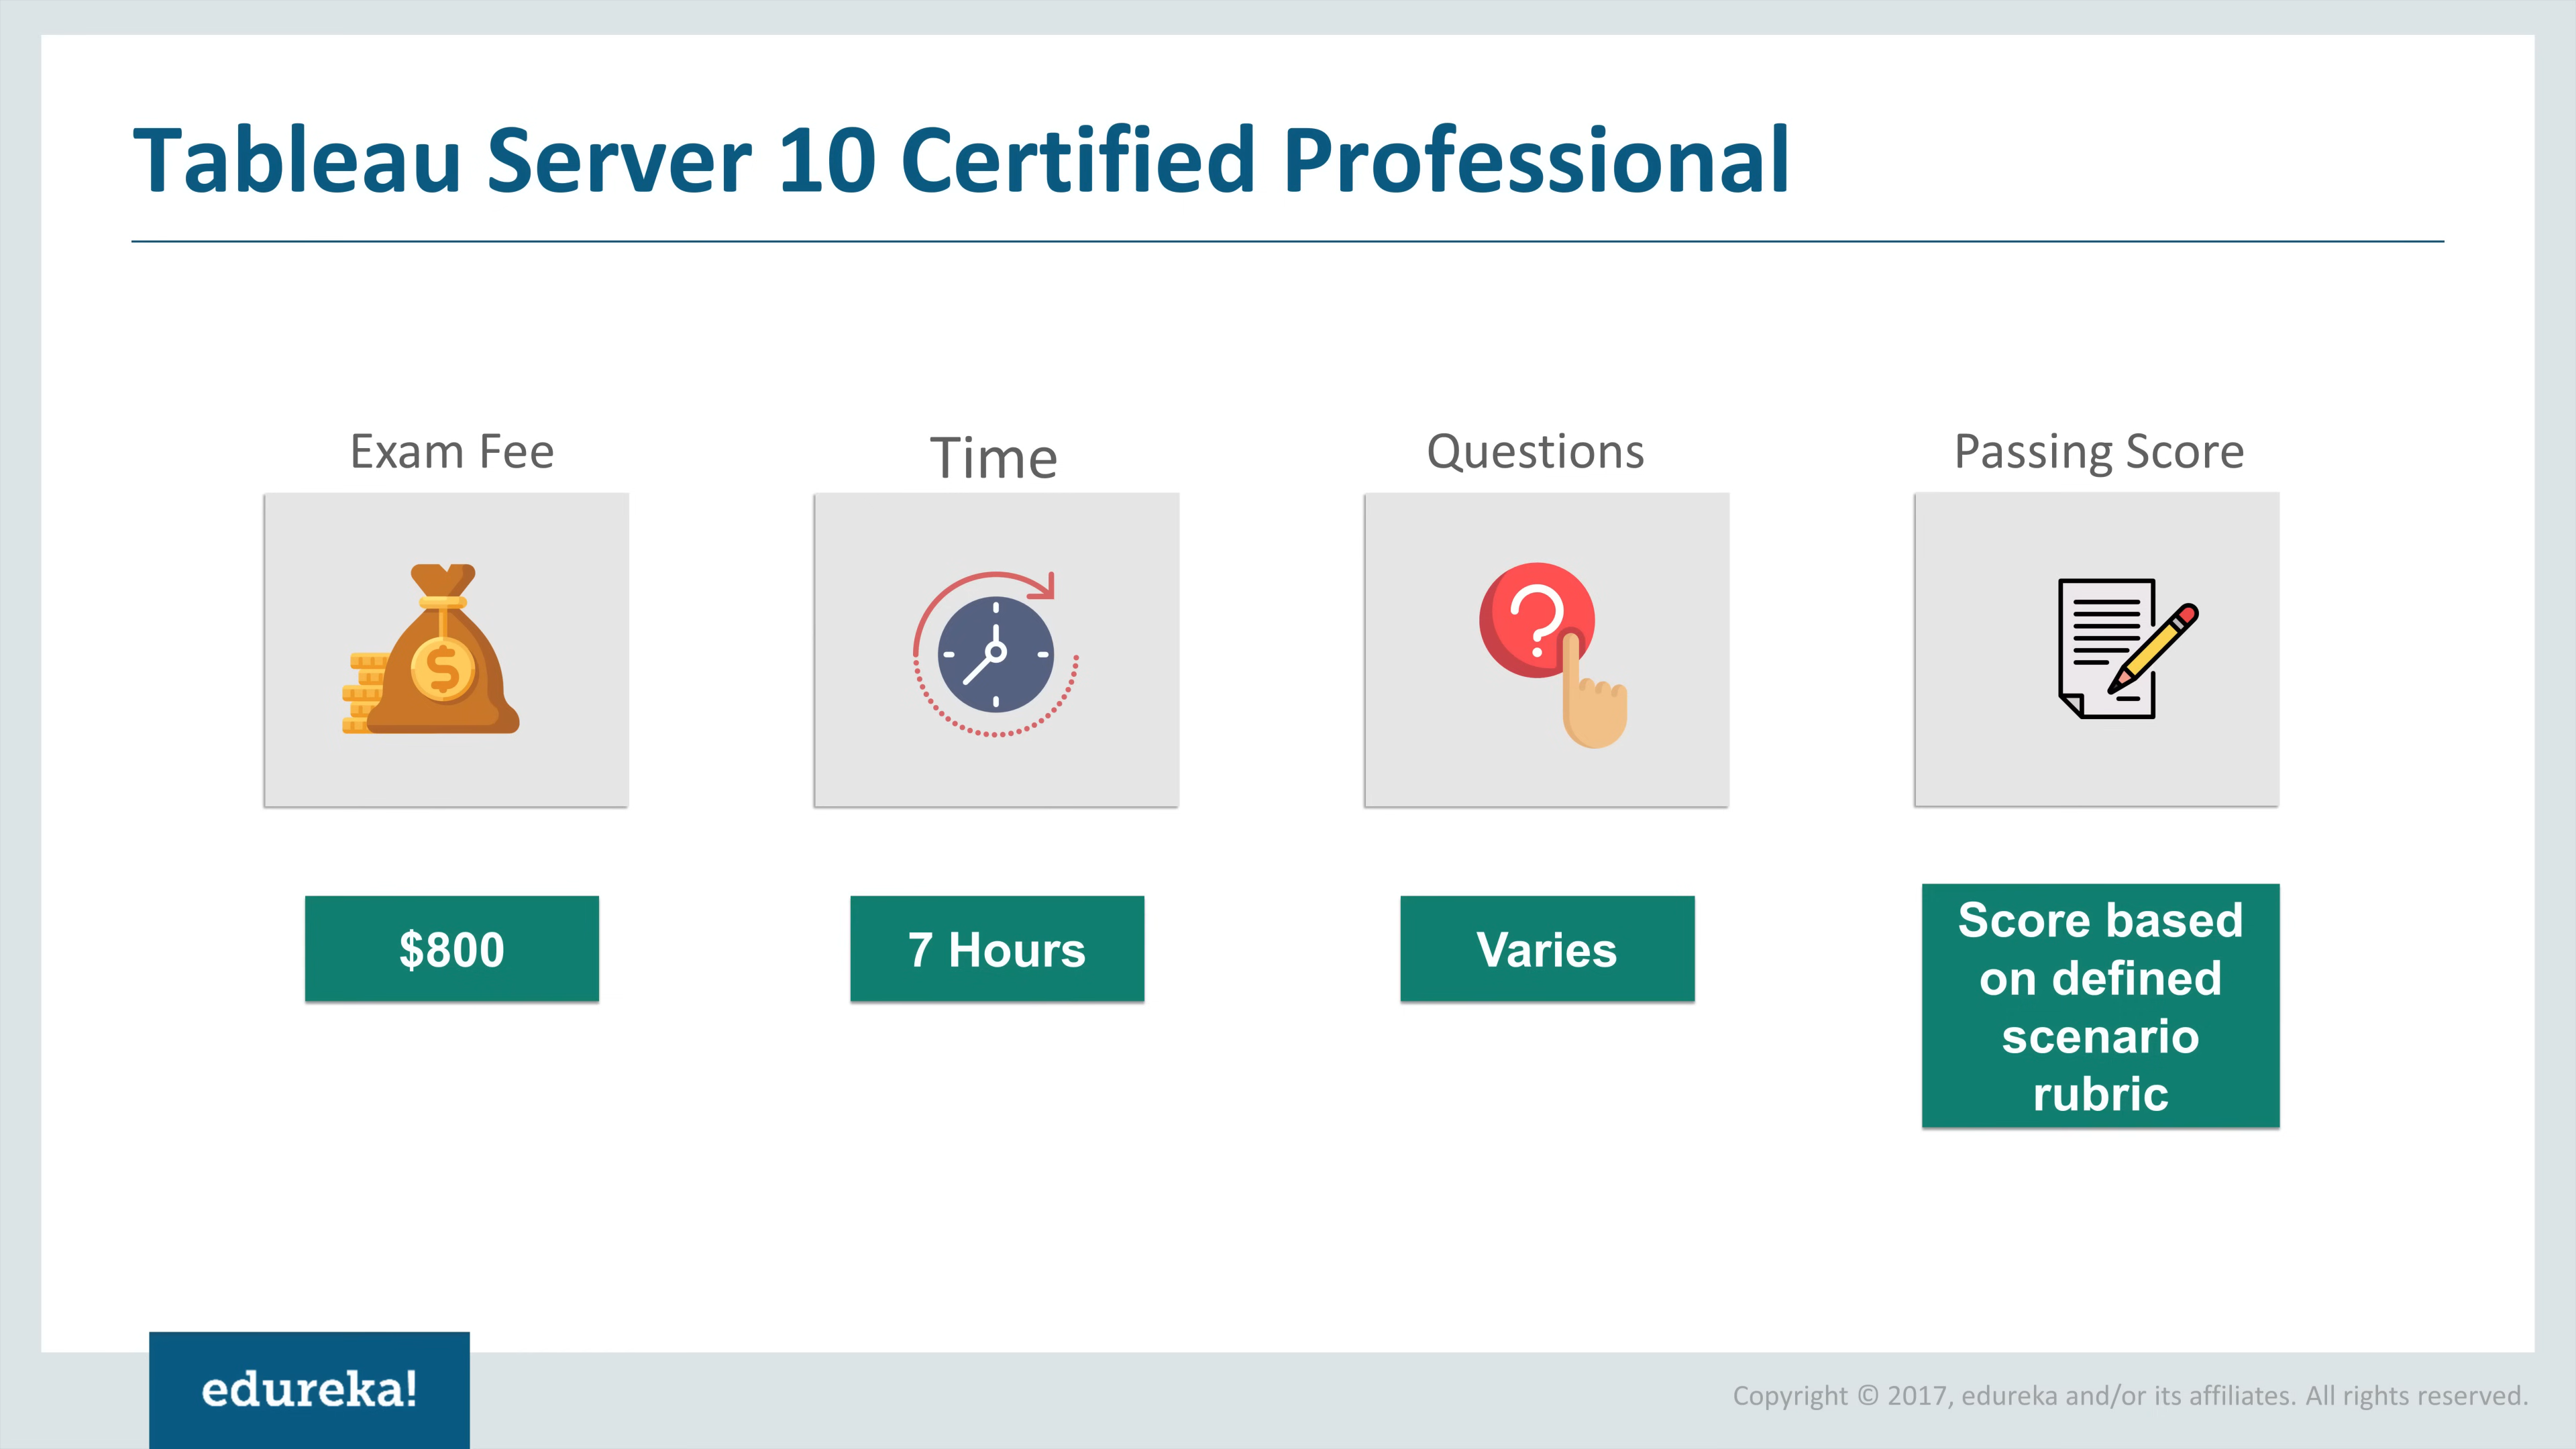 Tableau Server 10 Certified Professional
Exam Fee
Time
Questions
Passing Score
$
?
$800
7 Hours
Varies
Score based
on defined
scenario
rubric
edureka!
Copyright © 2017, edureka and/or its affiliates. All rights reserved.